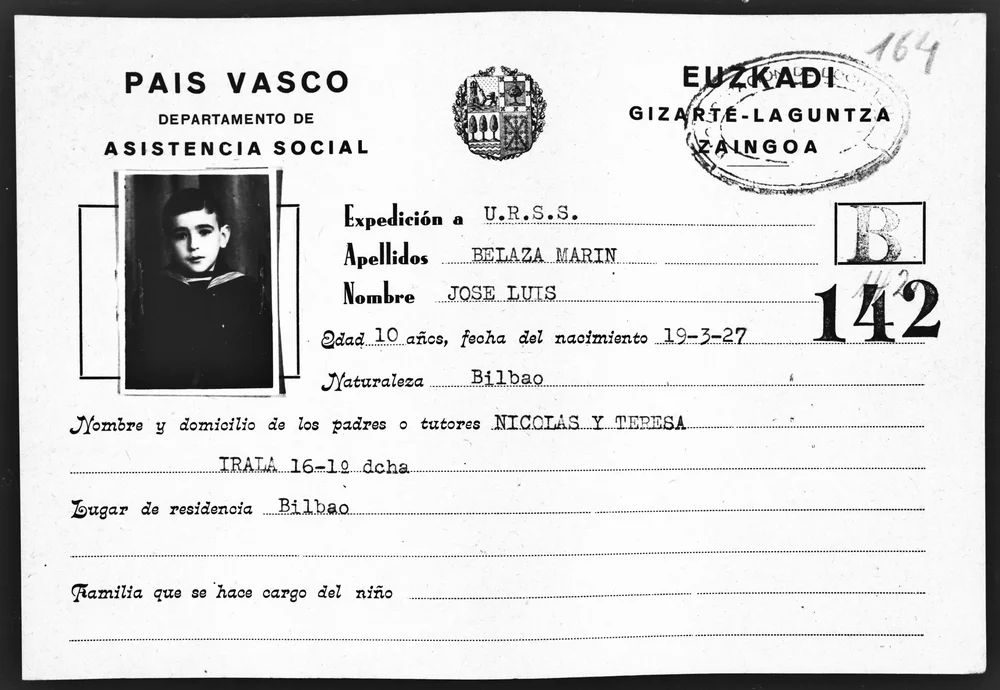 164
PAIS VASCO
DEPARTAMENTO DE
ASISTENCIA SOCIAL
EUZKADI
GIZARTE-LAGUNTZA
ZAINGOA
Expedición a U.R.S.S.
B
Apellidos BELAZA MARIN
142
Nombre JOSE LUIS
142
Edad 10 años, fecha del nacimiento 19-3-27
Naturaleza Bilbao
Nombre y domicilio de los padres o tutores NICOLAS Y TERESA
IRALA 16-1º dcha
Lugar de residencia Bilbao
Familia que se hace cargo del niño